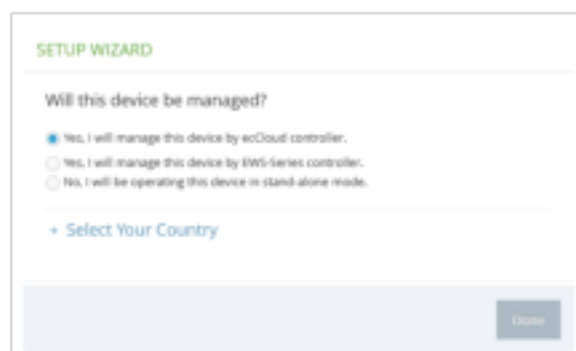 SETUP WIZARD
Will this device be managed?
Yes, I will manage this device by ecCloud controller.
Yes, I will manage this device by EWS-Series controller.
No, I will be operating this device in stand-alone mode.
+ Select Your Country
Done